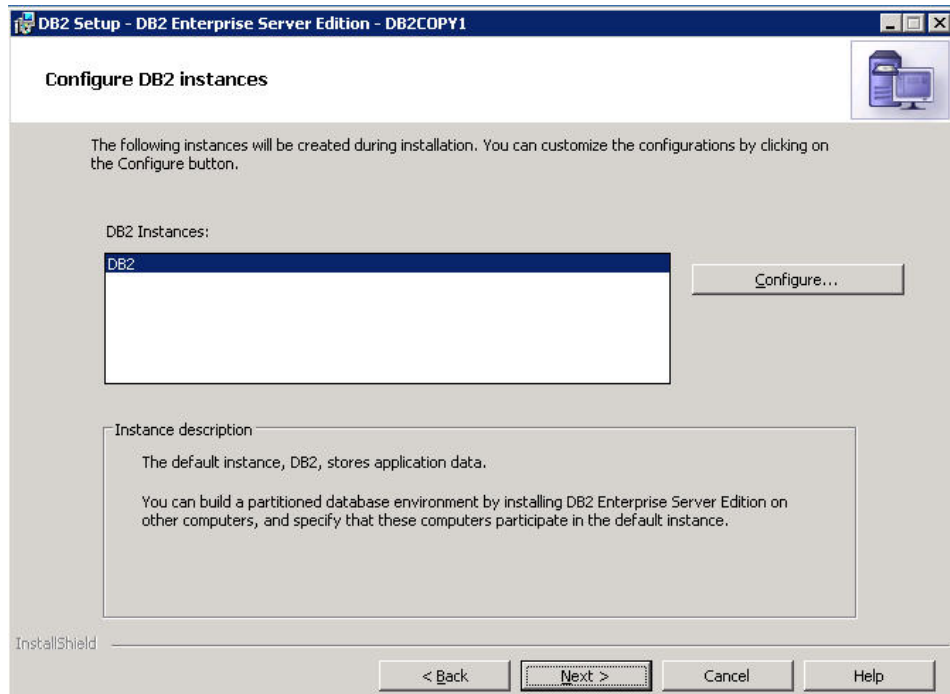 DB2 Setup - DB2 Enterprise Server Edition - DB2COPY1
Configure DB2 instances
The following instances will be created during installation. You can customize the configurations by clicking on
the Configure button.
DB2 Instances:
DB2
Configure...
Instance description
The default instance, DB2, stores application data.
You can build a partitioned database environment by installing DB2 Enterprise Server Edition on
other computers, and specify that these computers participate in the default instance.
InstallShield
< Back
Next >
Cancel
Help